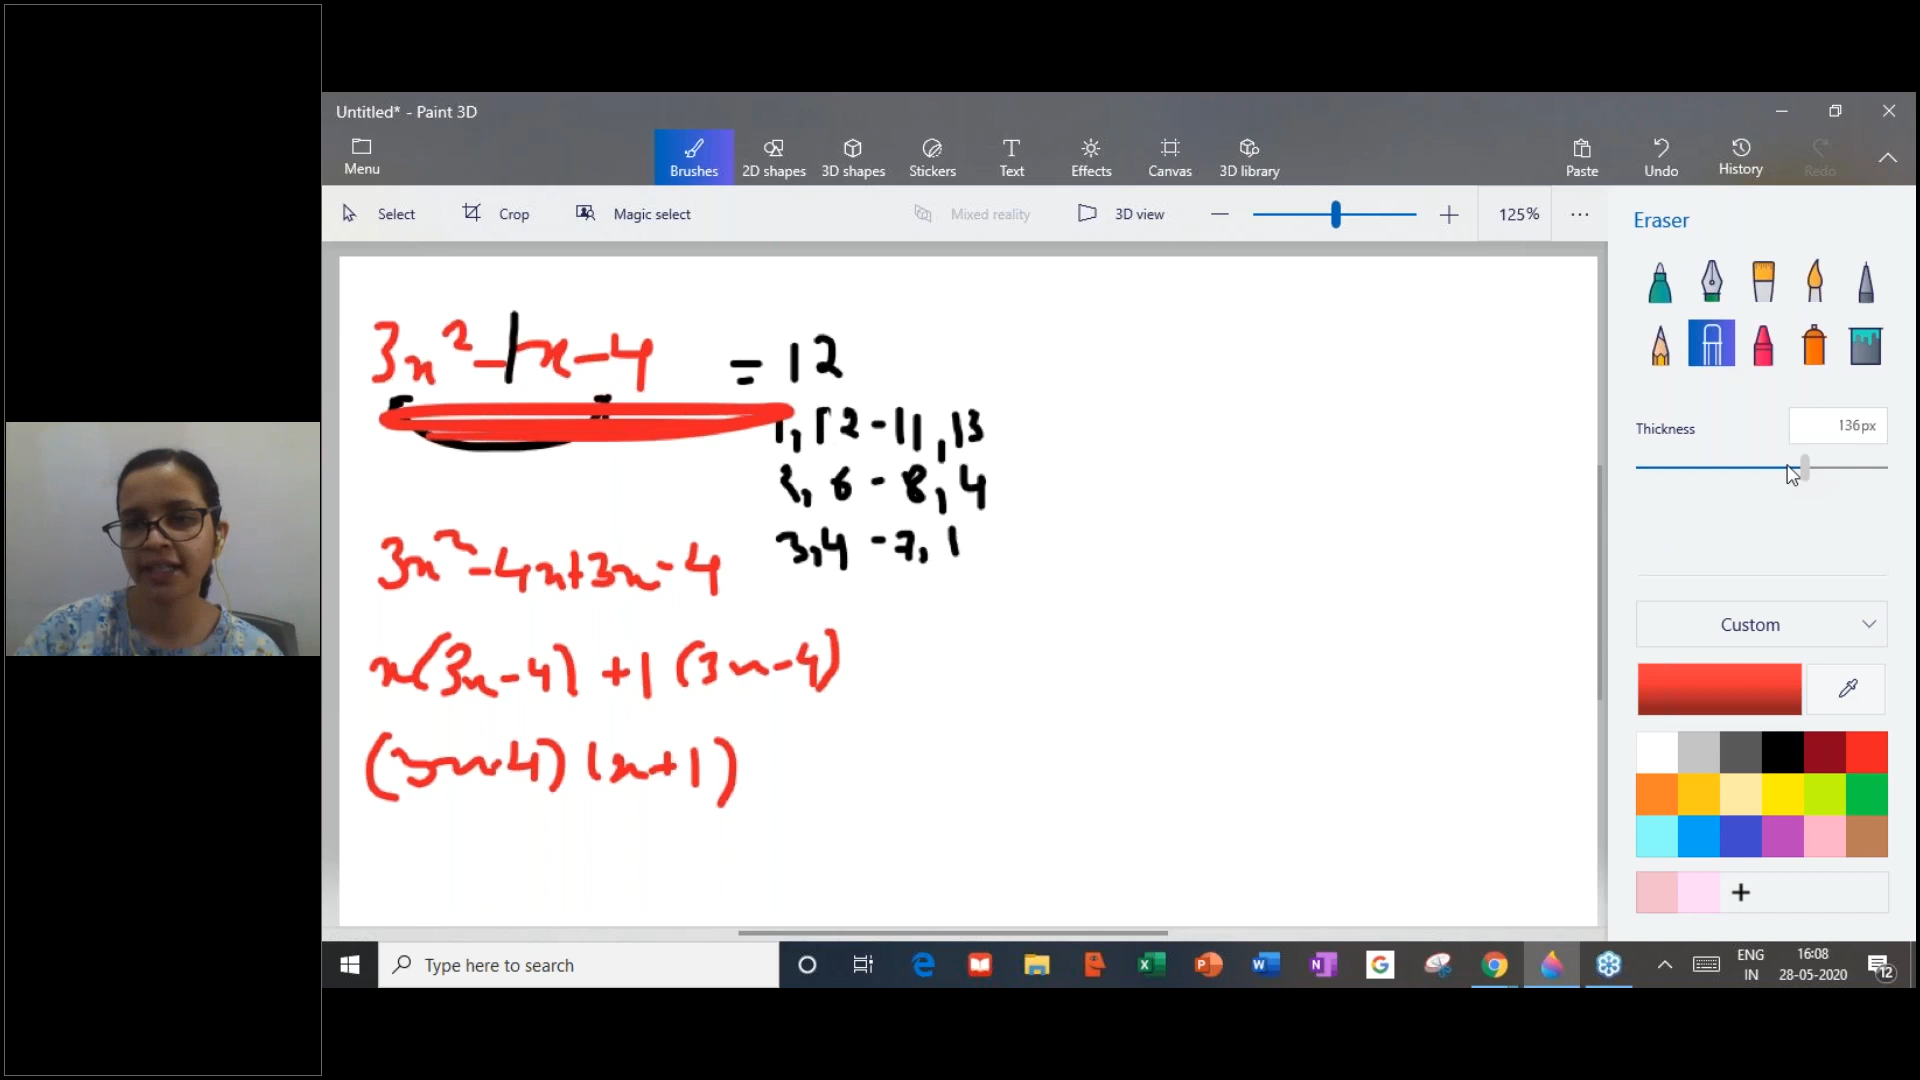 Untitled* - Paint 3D
Menu
Brushes
2D shapes
3D shapes
Stickers
Text
Effects
Canvas
3D library
Paste
Undo
History
Redo
Select
Crop
Magic select
Mixed reality
3D view
125%
Eraser
Thickness
136px
Custom
3x² - 1x - 4 = 12
1, 12 - 11, 13
2, 6 - 8, 4
3, 4 - 7, 1
3x² - 4x + 3x - 4
x(3x - 4) + 1 (3x - 4)
(3x - 4) (x + 1)
Type here to search
ENG
IN
16:08
28-05-2020
12